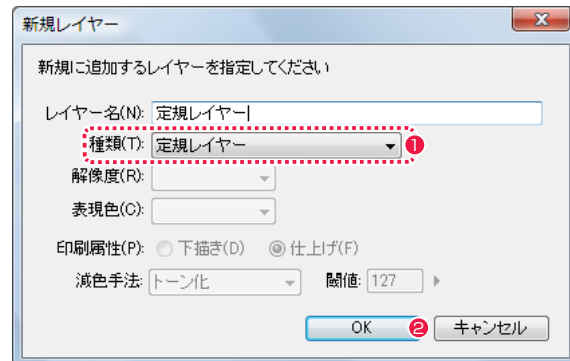 新規レイヤー
新規に追加するレイヤーを指定してください
レイヤー名(N): 定規レイヤー
種類(T): 定規レイヤー 1
解像度(R):
表現色(C):
印刷属性(P): 下描き(D) 仕上げ(F)
減色手法: トーン化 閾値: 127
OK 2 キャンセル